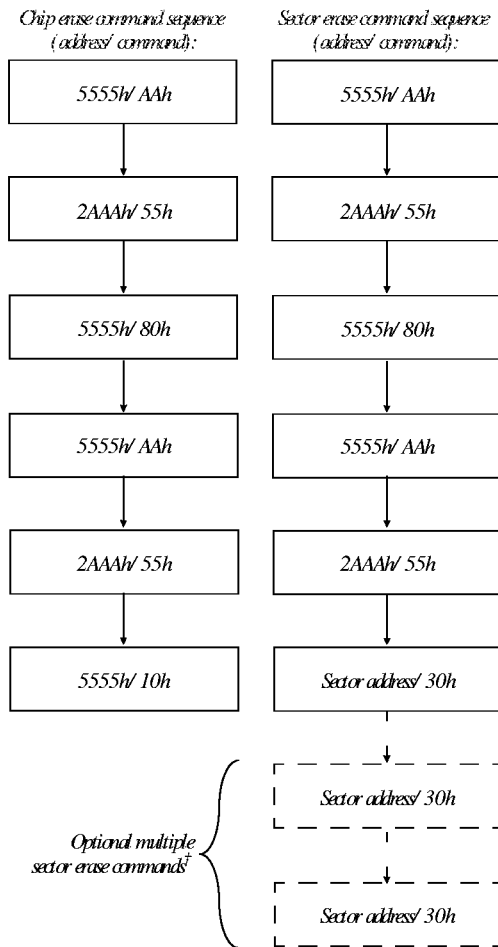 Chip erase command sequence
(address/ command):
5555h/ AAh
2AAAh/ 55h
5555h/ 80h
5555h/ AAh
2AAAh/ 55h
5555h/ 10h
Sector erase command sequence
(address/ command):
5555h/ AAh
2AAAh/ 55h
5555h/ 80h
5555h/ AAh
2AAAh/ 55h
Sector address/ 30h
Optional multiple
sector erase commands†
Sector address/ 30h
Sector address/ 30h